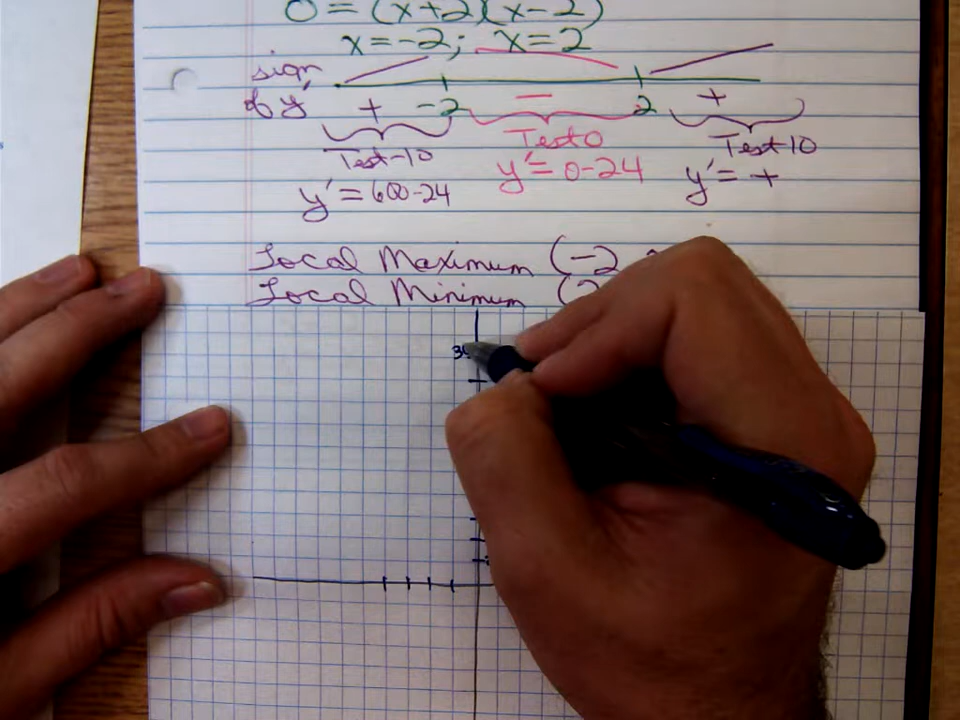 0 = (x+2)(x-2)
x=-2; x=2
sign
of y'
+ -2 − 2 +
Test-10 Test 0 Test 10
y'= 600-24 y'= 0-24 y'= +
Local Maximum (-2
Local Minimum (2